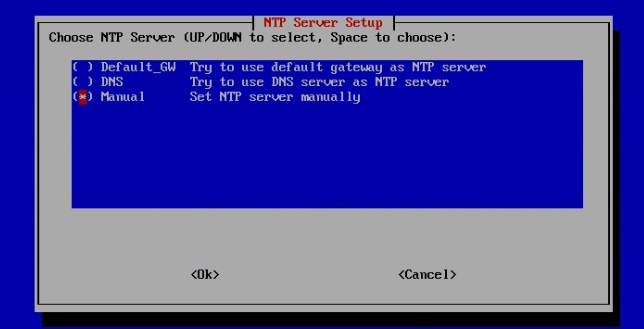 NTP Server Setup
Choose NTP Server (UP/DOWN to select, Space to choose):
( ) Default_GW Try to use default gateway as NTP server
( ) DNS Try to use DNS server as NTP server
(*) Manual Set NTP server manually
<Ok> <Cancel>